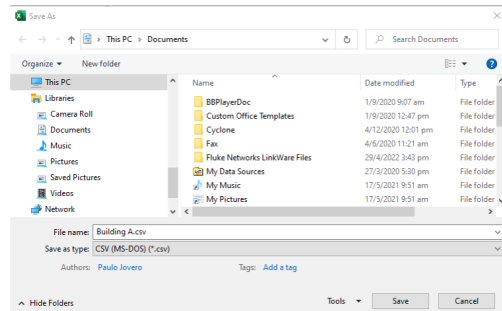 Save As
This PC > Documents
Search Documents
Organize
New folder
This PC
Libraries
Camera Roll
Documents
Music
Pictures
Saved Pictures
Videos
Network
Name Date modified Type
BBPlayerDoc 1/9/2020 9:07 am File folder
Custom Office Templates 1/9/2020 12:47 pm File folder
Cyclone 4/12/2020 12:01 pm File folder
Fax 4/6/2020 11:21 am File folder
Fluke Networks LinkWare Files 29/4/2022 3:43 pm File folder
My Data Sources 27/3/2020 5:30 pm File folder
My Music 17/5/2021 9:51 am File folder
My Pictures 17/5/2021 9:51 am File folder
File name: Building A.csv
Save as type: CSV (MS-DOS) (*.csv)
Authors: Paulo Jovero Tags: Add a tag
Hide Folders Tools Save Cancel